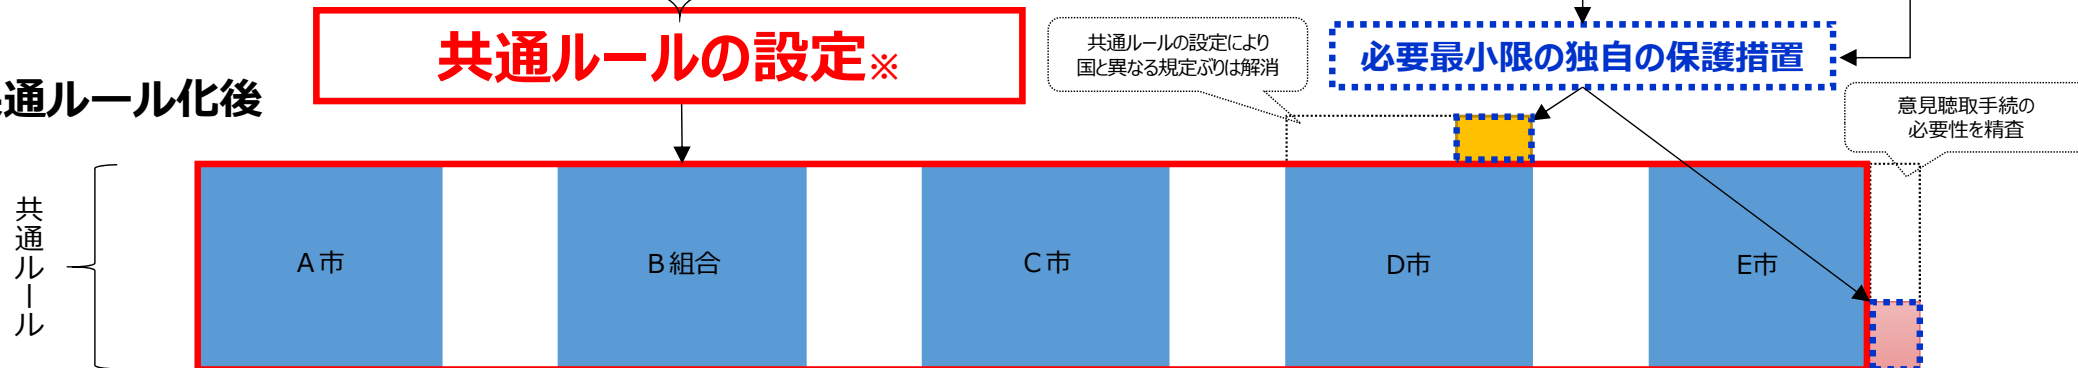 共通ルールの設定※
共通ルールの設定により
国と異なる規定ぶりは解消
必要最小限の独自の保護措置
通ルール化後
意見聴取手続の
必要性を精査
共通ルール
A市
B組合
C市
D市
E市